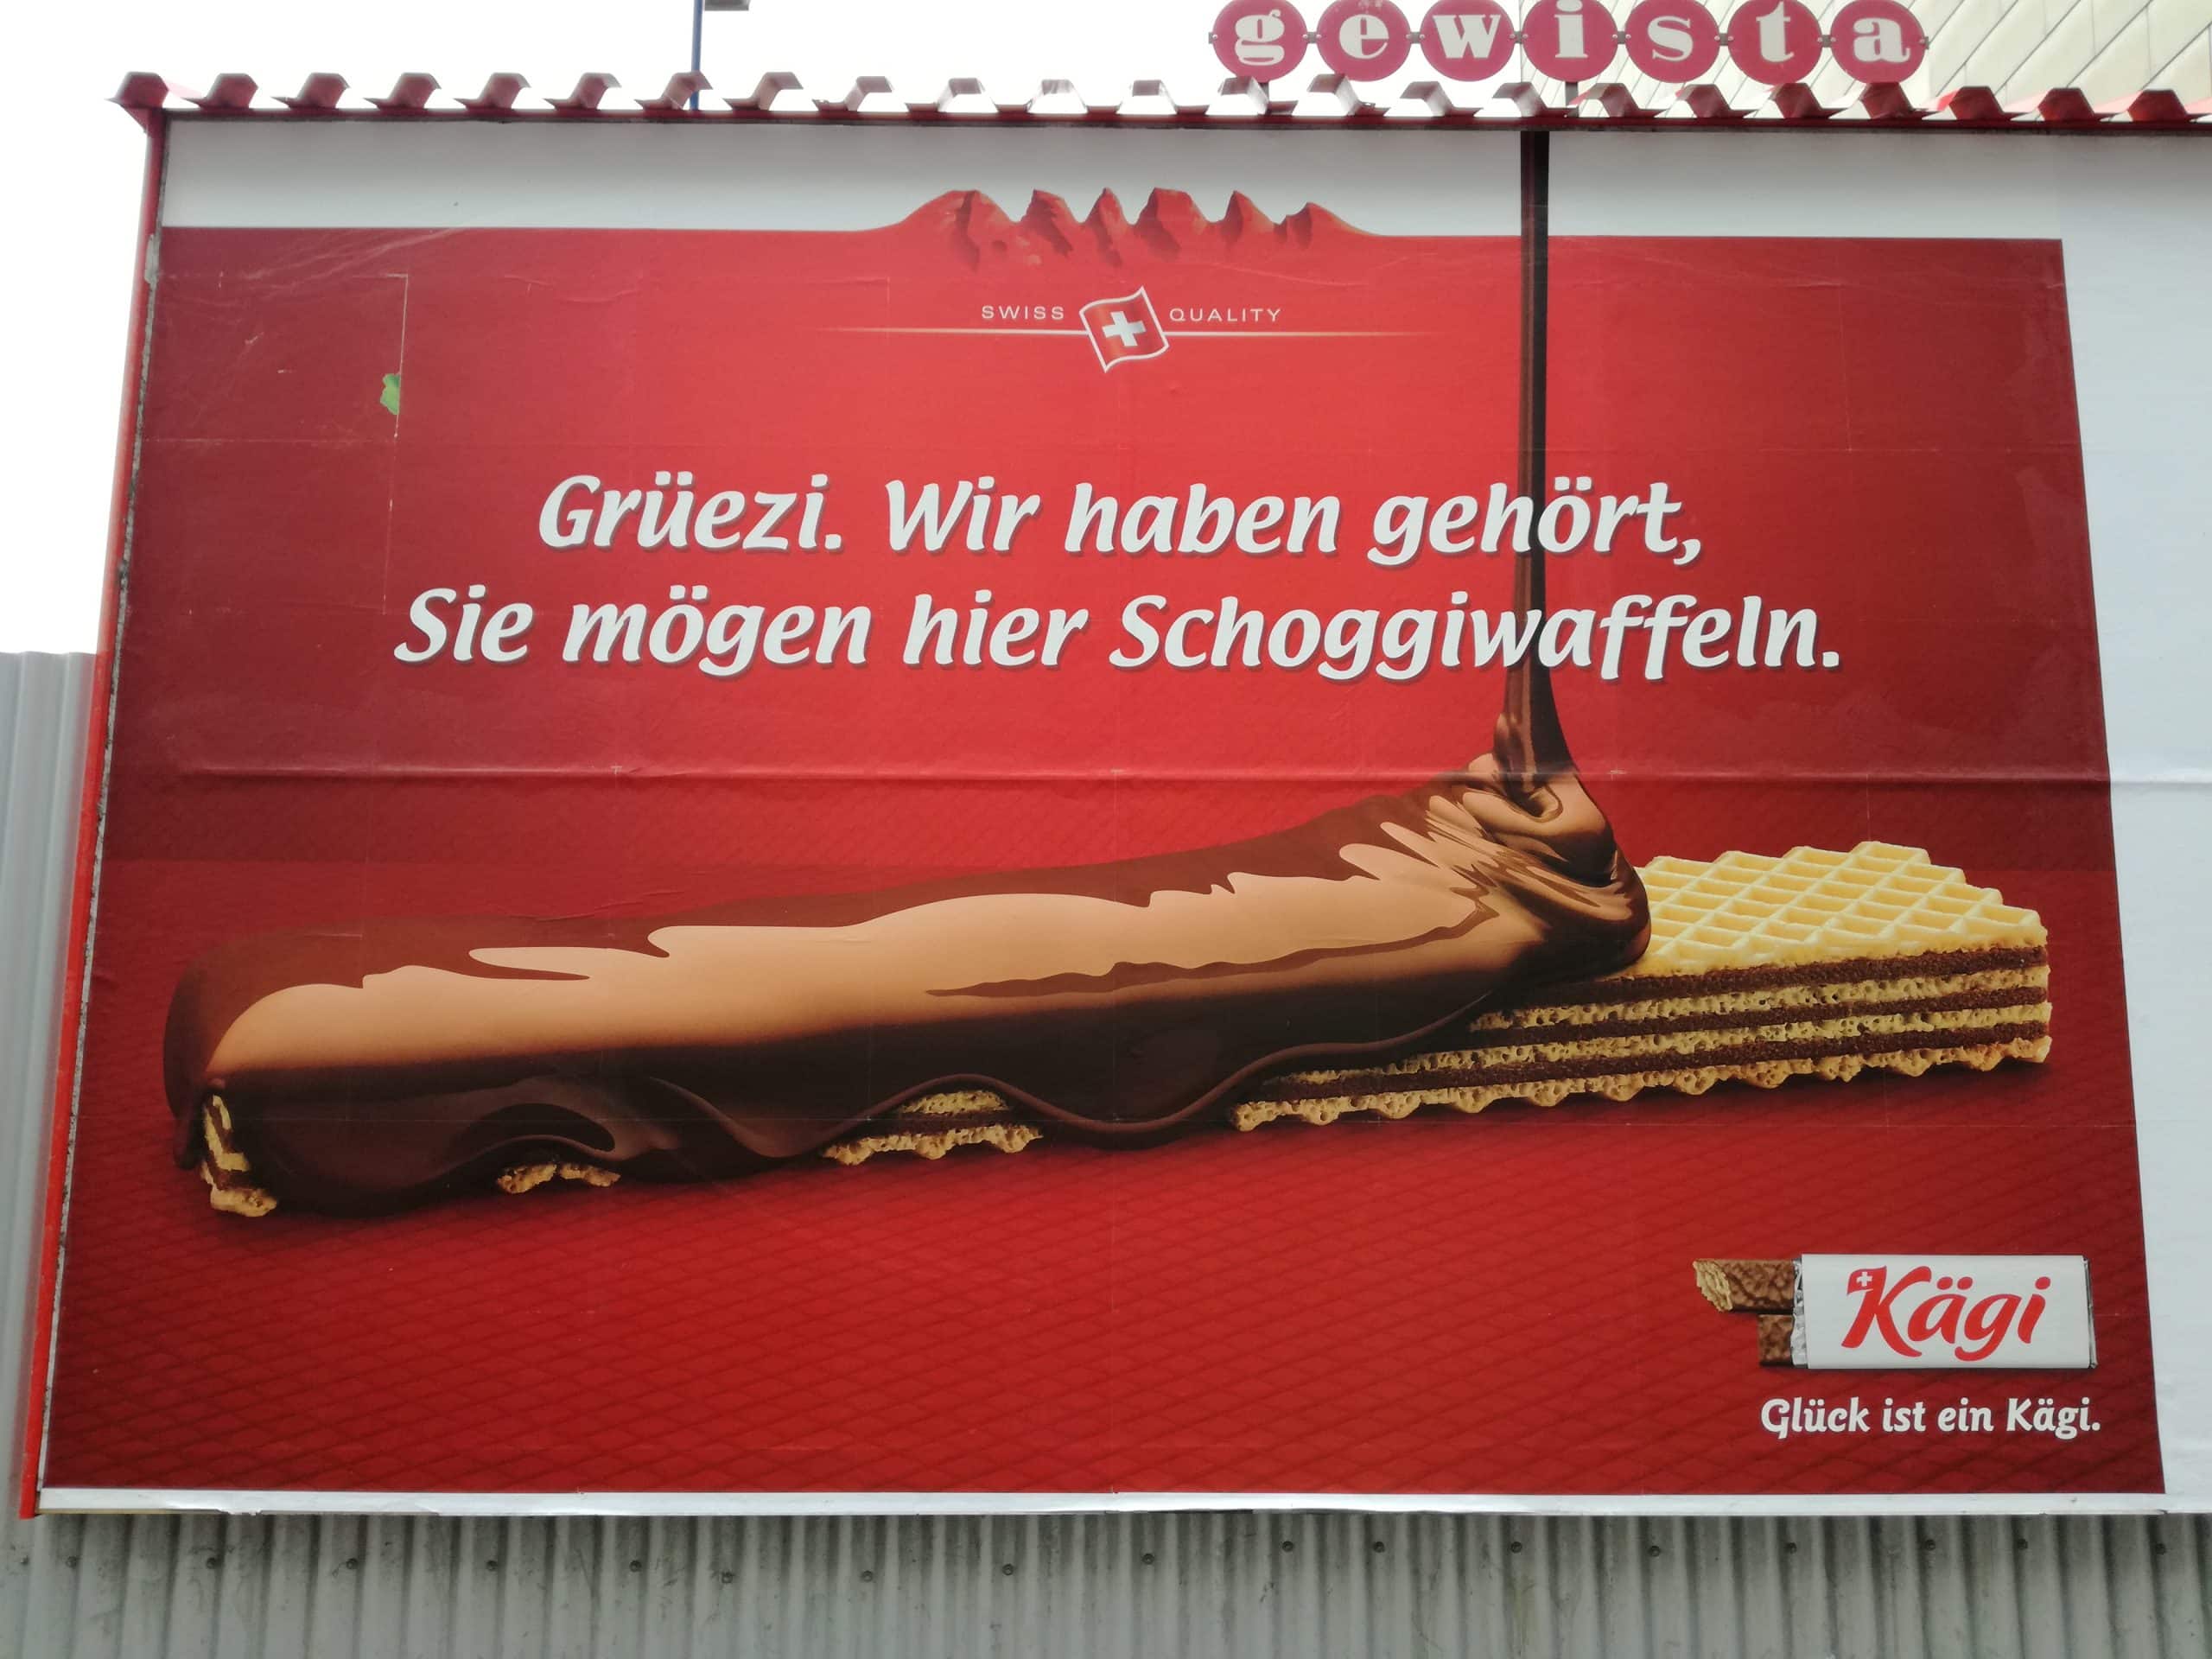 gewista
SWISS QUALITY
Grüezi. Wir haben gehört,
Sie mögen hier Schoggiwaffeln.
Kägi
Glück ist ein Kägi.